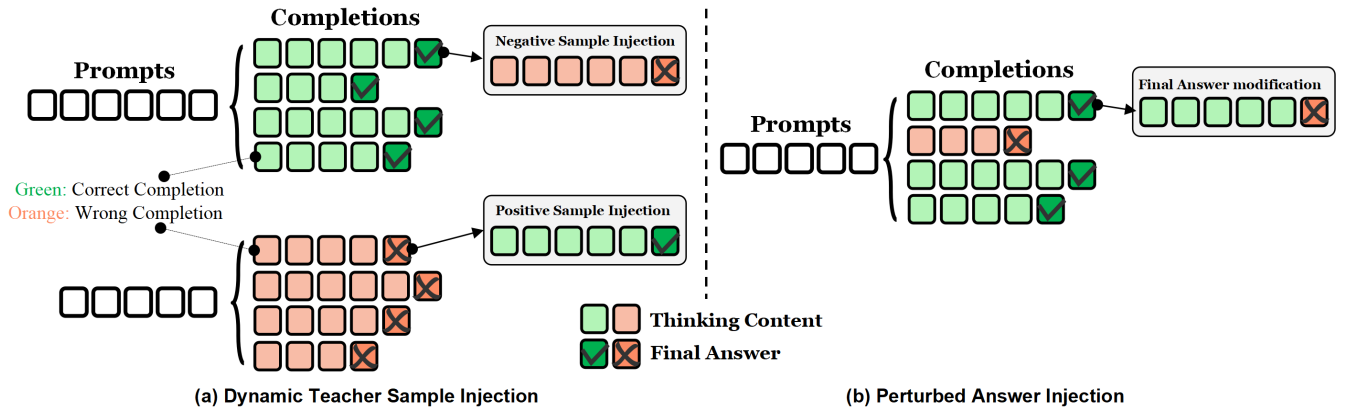 Completions
Negative Sample Injection
Prompts
Green: Correct Completion
Orange: Wrong Completion
Positive Sample Injection
Thinking Content
Final Answer
(a) Dynamic Teacher Sample Injection
Completions
Final Answer modification
Prompts
(b) Perturbed Answer Injection